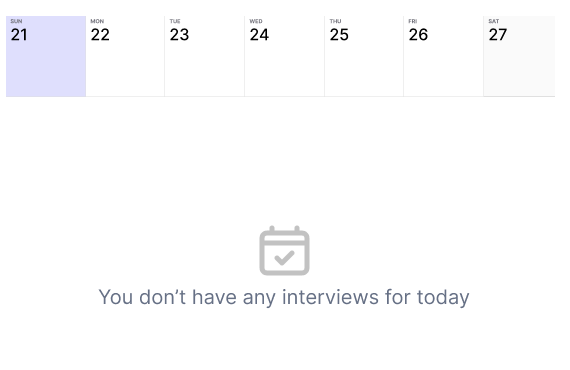 SUN MON TUE WED THU FRI SAT
21 22 23 24 25 26 27
You don’t have any interviews for today